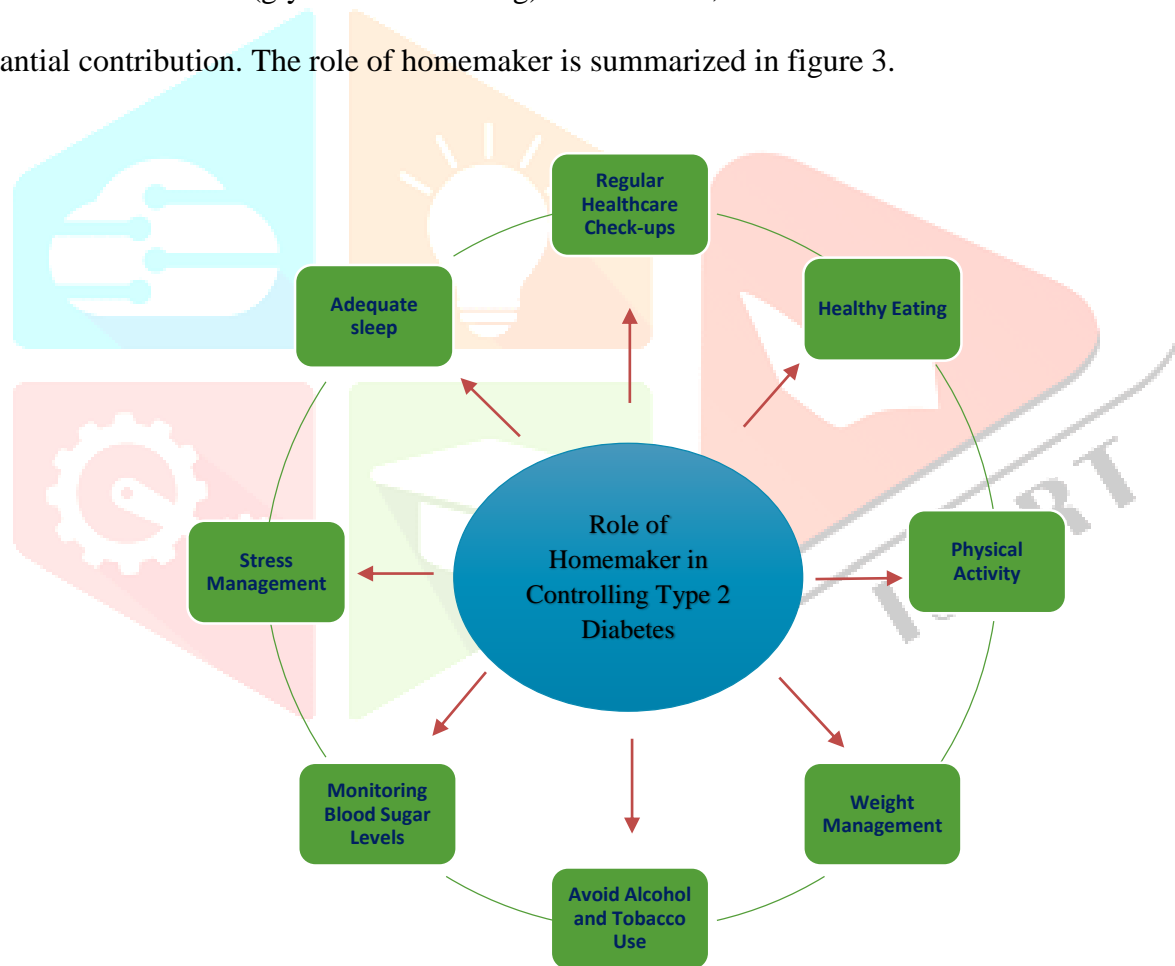 antial contribution. The role of homemaker is summarized in figure 3.
Regular
Healthcare
Check-ups
Adequate
sleep
Healthy Eating
Stress
Management
Role of
Homemaker in
Controlling Type 2
Diabetes
Physical
Activity
Monitoring
Blood Sugar
Levels
Weight
Management
Avoid Alcohol
and Tobacco
Use